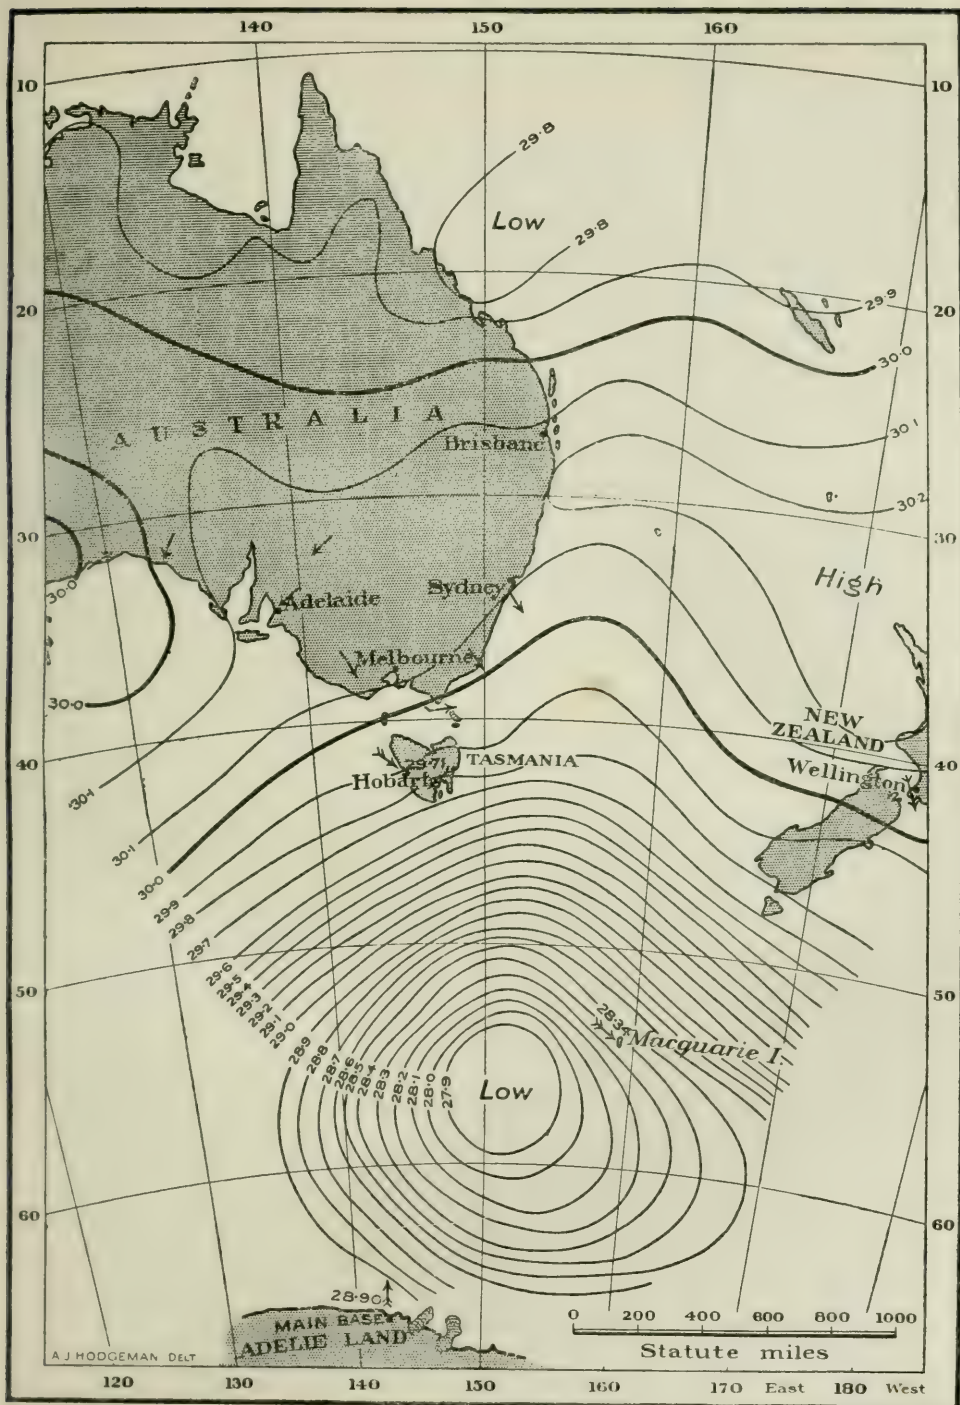 140 150 160
10 10
29·8
Low
29·8
29·9
20 20
30·0
AUSTRALIA
30·1
Brisbane
30·2
30 30
High
30·0
Sydney
Adelaide
Melbourne
30·0
NEW
ZEALAND
40 40
29·71 TASMANIA
Hobart
Wellington
30·1
30·1
30·0
29·9
29·8
29·7
29·6
29·5
29·4
29·3
29·2
29·1
29·0
50 50
28·34
Macquarie I.
28·9
28·8
28·7
28·6
28·5
28·4
28·3
28·2
28·1
28·0
27·9
Low
60 60
28·90
MAIN BASE
ADELIE LAND
0 200 400 600 800 1000
Statute miles
A J HODGEMAN DELT
120 130 140 150 160 170 East 180 West